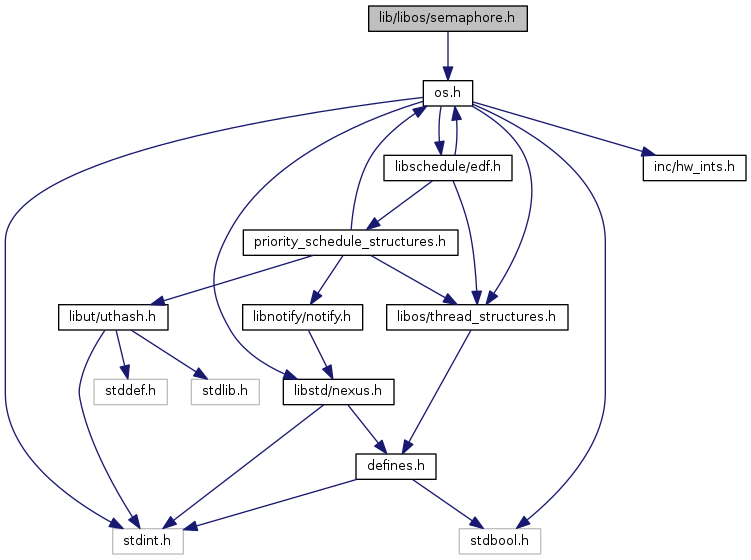 lib/libos/semaphore.h
os.h
libschedule/edf.h
inc/hw_ints.h
priority_schedule_structures.h
libut/uthash.h
libnotify/notify.h
libos/thread_structures.h
stddef.h
stdlib.h
libstd/nexus.h
defines.h
stdint.h
stdbool.h